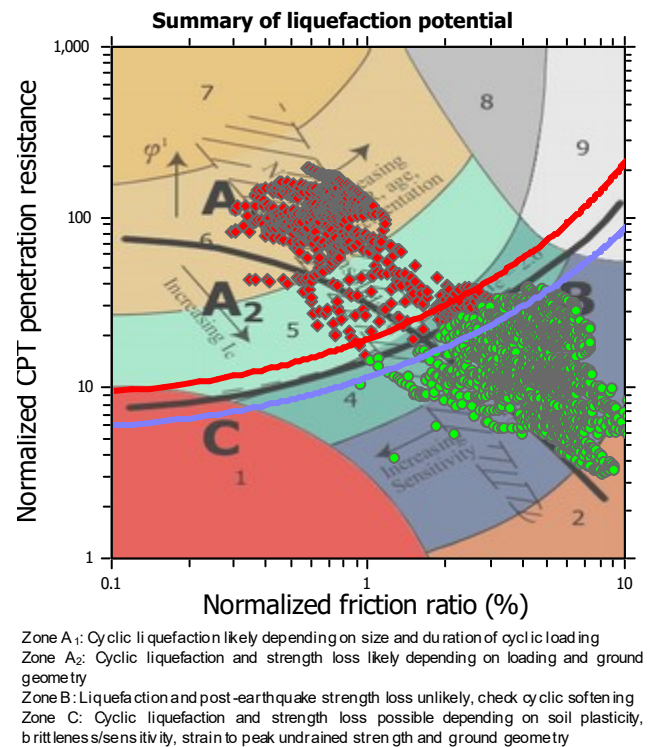 Summary of liquefaction potential
1,000
100
10
1
0.1
1
10
Normalized CPT penetration resistance
Normalized friction ratio (%)
7
8
9
φ'
A
6
A2
5
Increasing Ic
B
4
C
1
Increasing
Sensitivity
2
Zone A1: Cyclic liquefaction likely depending on size and duration of cyclic loading
Zone A2: Cyclic liquefaction and strength loss likely depending on loading and ground
geometry
Zone B: Liquefaction and post-earthquake strength loss unlikely, check cyclic softening
Zone C: Cyclic liquefaction and strength loss possible depending on soil plasticity,
brittleness/sensitivity, strain to peak undrained strength and ground geometry